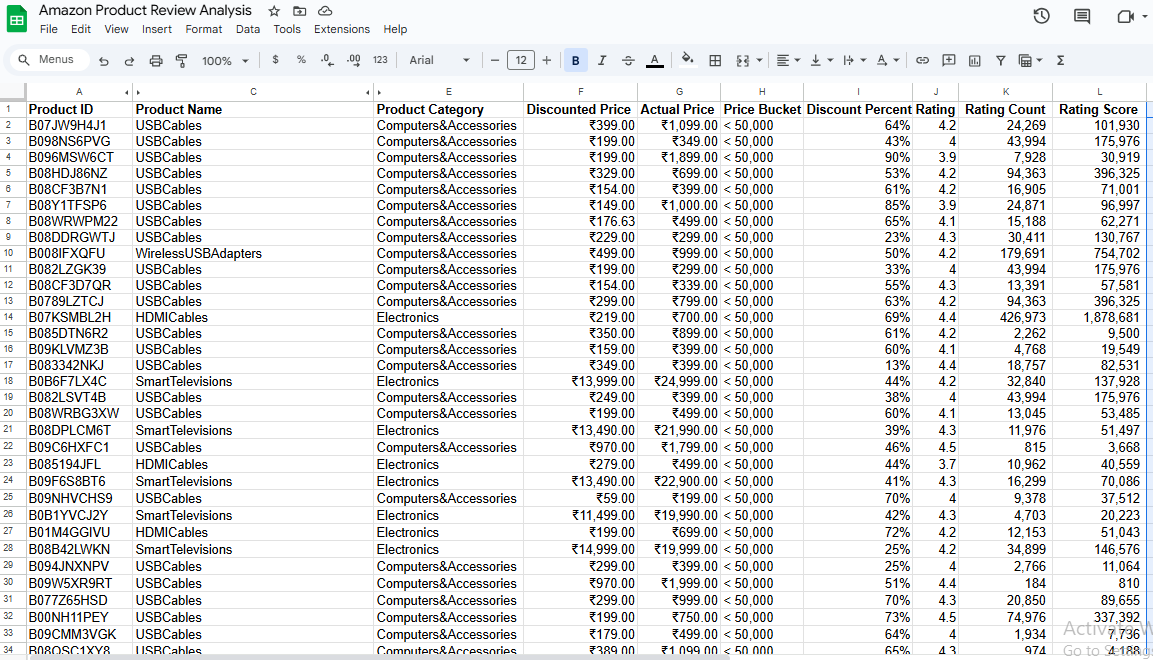 Amazon Product Review Analysis
File Edit View Insert Format Data Tools Extensions Help
Menus 100% $ % .0 .00 123 Arial − 12 + B I S A Σ
A C E F G H I J K L
1 Product ID Product Name Product Category Discounted Price Actual Price Price Bucket Discount Percent Rating Rating Count Rating Score
2 B07JW9H4J1 USBCables Computers&Accessories ₹399.00 ₹1,099.00 < 50,000 64% 4.2 24,269 101,930
3 B098NS6PVG USBCables Computers&Accessories ₹199.00 ₹349.00 < 50,000 43% 4 43,994 175,976
4 B096MSW6CT USBCables Computers&Accessories ₹199.00 ₹1,899.00 < 50,000 90% 3.9 7,928 30,919
5 B08HDJ86NZ USBCables Computers&Accessories ₹329.00 ₹699.00 < 50,000 53% 4.2 94,363 396,325
6 B08CF3B7N1 USBCables Computers&Accessories ₹154.00 ₹399.00 < 50,000 61% 4.2 16,905 71,001
7 B08Y1TFSP6 USBCables Computers&Accessories ₹149.00 ₹1,000.00 < 50,000 85% 3.9 24,871 96,997
8 B08WRWPM22 USBCables Computers&Accessories ₹176.63 ₹499.00 < 50,000 65% 4.1 15,188 62,271
9 B08DDRGWTJ USBCables Computers&Accessories ₹229.00 ₹299.00 < 50,000 23% 4.3 30,411 130,767
10 B008IFXQFU WirelessUSBAdapters Computers&Accessories ₹499.00 ₹999.00 < 50,000 50% 4.2 179,691 754,702
11 B082LZGK39 USBCables Computers&Accessories ₹199.00 ₹299.00 < 50,000 33% 4 43,994 175,976
12 B08CF3D7QR USBCables Computers&Accessories ₹154.00 ₹339.00 < 50,000 55% 4.3 13,391 57,581
13 B0789LZTCJ USBCables Computers&Accessories ₹299.00 ₹799.00 < 50,000 63% 4.2 94,363 396,325
14 B07KSMBL2H HDMICables Electronics ₹219.00 ₹700.00 < 50,000 69% 4.4 426,973 1,878,681
15 B085DTN6R2 USBCables Computers&Accessories ₹350.00 ₹899.00 < 50,000 61% 4.2 2,262 9,500
16 B09KLVMZ3B USBCables Computers&Accessories ₹159.00 ₹399.00 < 50,000 60% 4.1 4,768 19,549
17 B083342NKJ USBCables Computers&Accessories ₹349.00 ₹399.00 < 50,000 13% 4.4 18,757 82,531
18 B0B6F7LX4C SmartTelevisions Electronics ₹13,999.00 ₹24,999.00 < 50,000 44% 4.2 32,840 137,928
19 B082LSVT4B USBCables Computers&Accessories ₹249.00 ₹399.00 < 50,000 38% 4 43,994 175,976
20 B08WRBG3XW USBCables Computers&Accessories ₹199.00 ₹499.00 < 50,000 60% 4.1 13,045 53,485
21 B08DPLCM6T SmartTelevisions Electronics ₹13,490.00 ₹21,990.00 < 50,000 39% 4.3 11,976 51,497
22 B09C6HXFC1 USBCables Computers&Accessories ₹970.00 ₹1,799.00 < 50,000 46% 4.5 815 3,668
23 B085194JFL HDMICables Electronics ₹279.00 ₹499.00 < 50,000 44% 3.7 10,962 40,559
24 B09F6S8BT6 SmartTelevisions Electronics ₹13,490.00 ₹22,900.00 < 50,000 41% 4.3 16,299 70,086
25 B09NHVCHS9 USBCables Computers&Accessories ₹59.00 ₹199.00 < 50,000 70% 4 9,378 37,512
26 B0B1YVCJ2Y SmartTelevisions Electronics ₹11,499.00 ₹19,990.00 < 50,000 42% 4.3 4,703 20,223
27 B01M4GGIVU HDMICables Electronics ₹199.00 ₹699.00 < 50,000 72% 4.2 12,153 51,043
28 B08B42LWKN SmartTelevisions Electronics ₹14,999.00 ₹19,999.00 < 50,000 25% 4.2 34,899 146,576
29 B094JNXNPV USBCables Computers&Accessories ₹299.00 ₹399.00 < 50,000 25% 4 2,766 11,064
30 B09W5XR9RT USBCables Computers&Accessories ₹970.00 ₹1,999.00 < 50,000 51% 4.4 184 810
31 B077Z65HSD USBCables Computers&Accessories ₹299.00 ₹999.00 < 50,000 70% 4.3 20,850 89,655
32 B00NH11PEY USBCables Computers&Accessories ₹199.00 ₹750.00 < 50,000 73% 4.5 74,976 337,392
33 B09CMM3VGK USBCables Computers&Accessories ₹179.00 ₹499.00 < 50,000 64% 4 1,934 7,736
Activate W
34 B08QSC1XY8 USBCables Computers&Accessories ₹389.00 ₹1,099.00 < 50,000 65% 4.3 974 4,188
Go to Settings